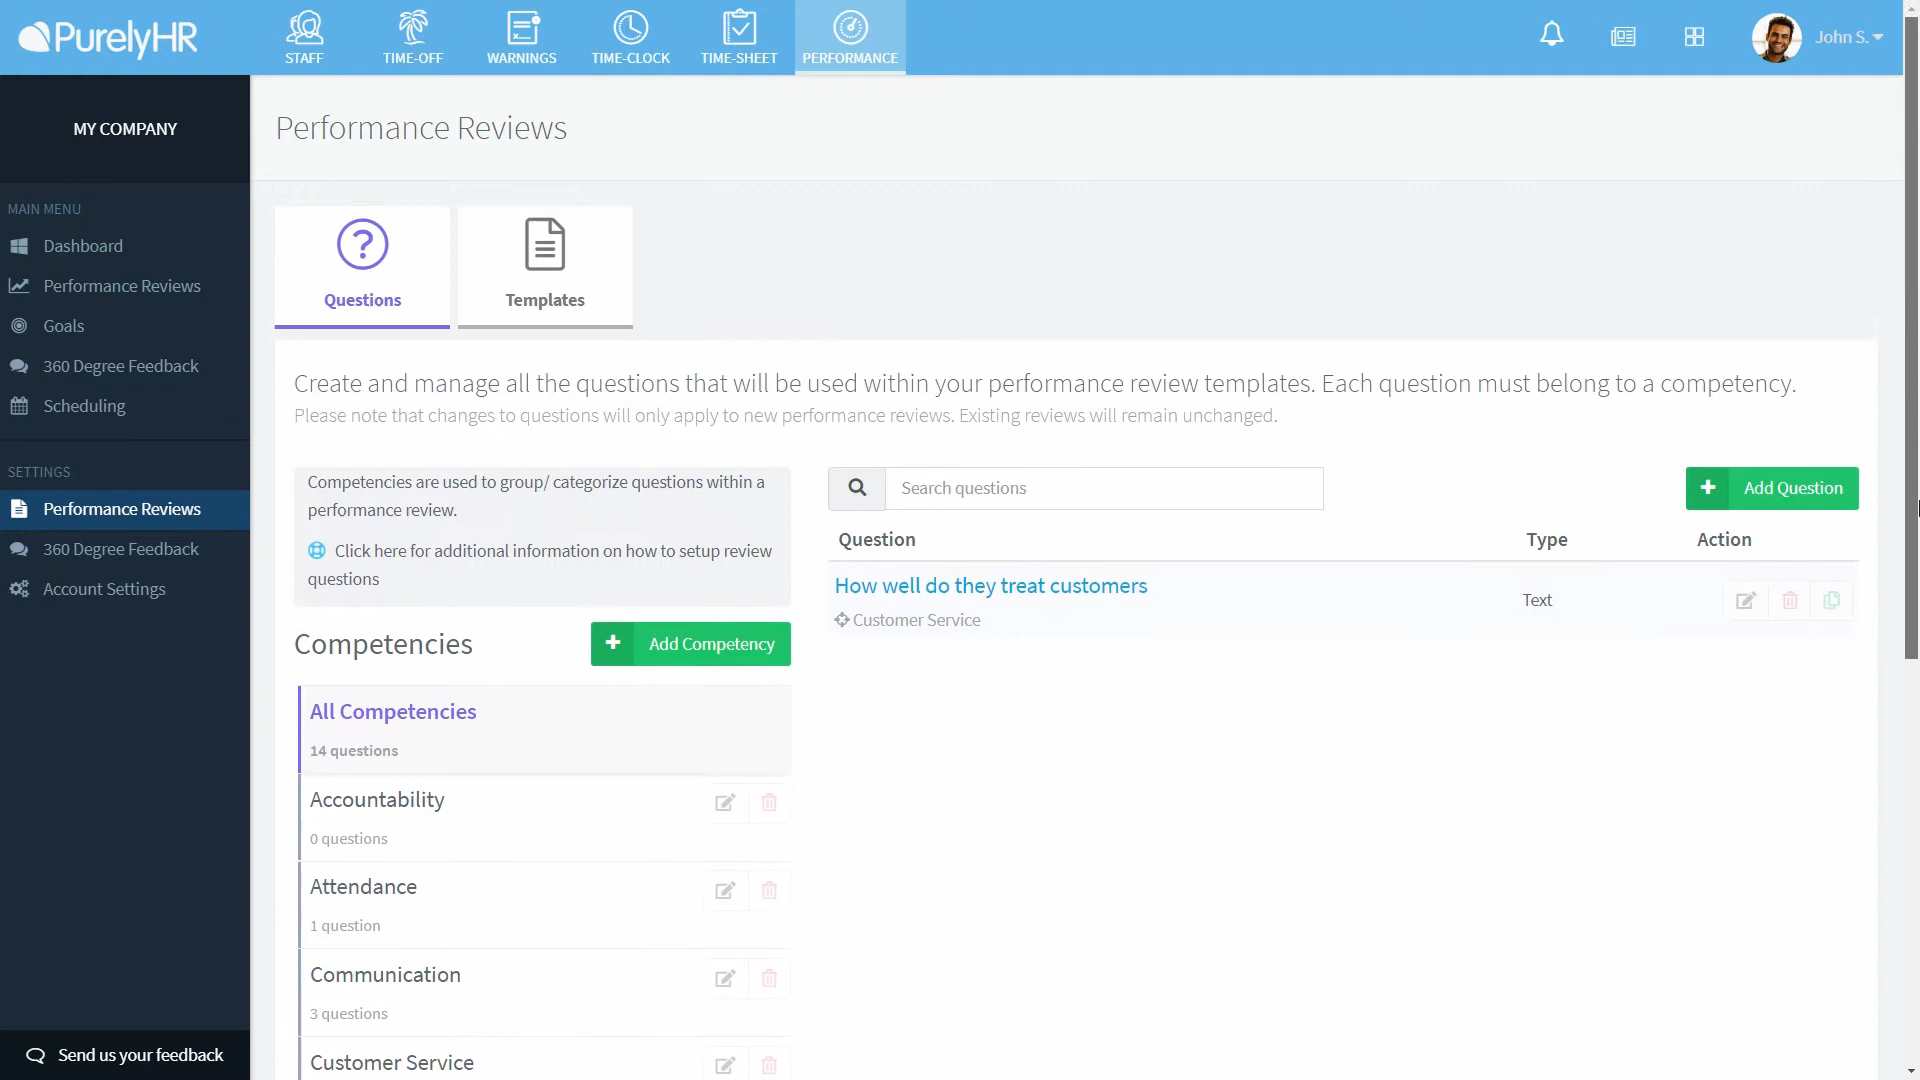 PurelyHR
STAFF
TIME-OFF
WARNINGS
TIME-CLOCK
TIME-SHEET
PERFORMANCE
John S.
MY COMPANY
Performance Reviews
MAIN MENU
Dashboard
Performance Reviews
Goals
360 Degree Feedback
Scheduling
SETTINGS
Performance Reviews
360 Degree Feedback
Account Settings
Send us your feedback
Questions
Templates
Create and manage all the questions that will be used within your performance review templates. Each question must belong to a competency.
Please note that changes to questions will only apply to new performance reviews. Existing reviews will remain unchanged.
Competencies are used to group/ categorize questions within a
performance review.
Click here for additional information on how to setup review
questions
Competencies
Add Competency
All Competencies
14 questions
Accountability
0 questions
Attendance
1 question
Communication
3 questions
Customer Service
Search questions
Add Question
Question
Type
Action
How well do they treat customers
Customer Service
Text